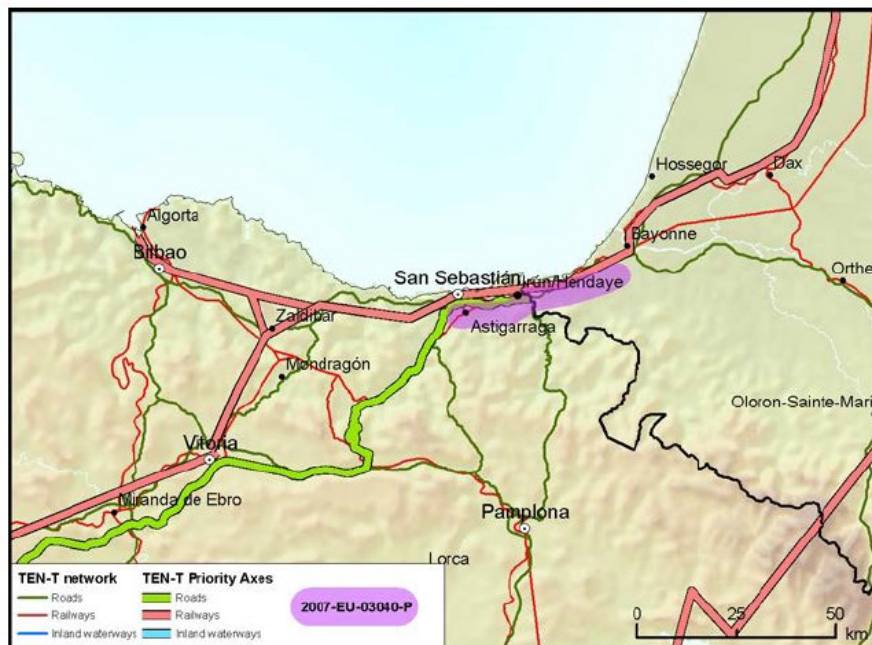 Hossegor
Dax
Algorta
Bayonne
Bilbao
San Sebastián
Irun/Hendaye
Orthe
Zaldibar
Astigarraga
Mondragón
Oloron-Sainte-Mari
Vitoria
Miranda de Ebro
Pamplona
Lorca
TEN-T network
Roads
Railways
Inland waterways
TEN-T Priority Axes
Roads
Railways
Inland waterways
2007-EU-03040-P
0 25 50
km